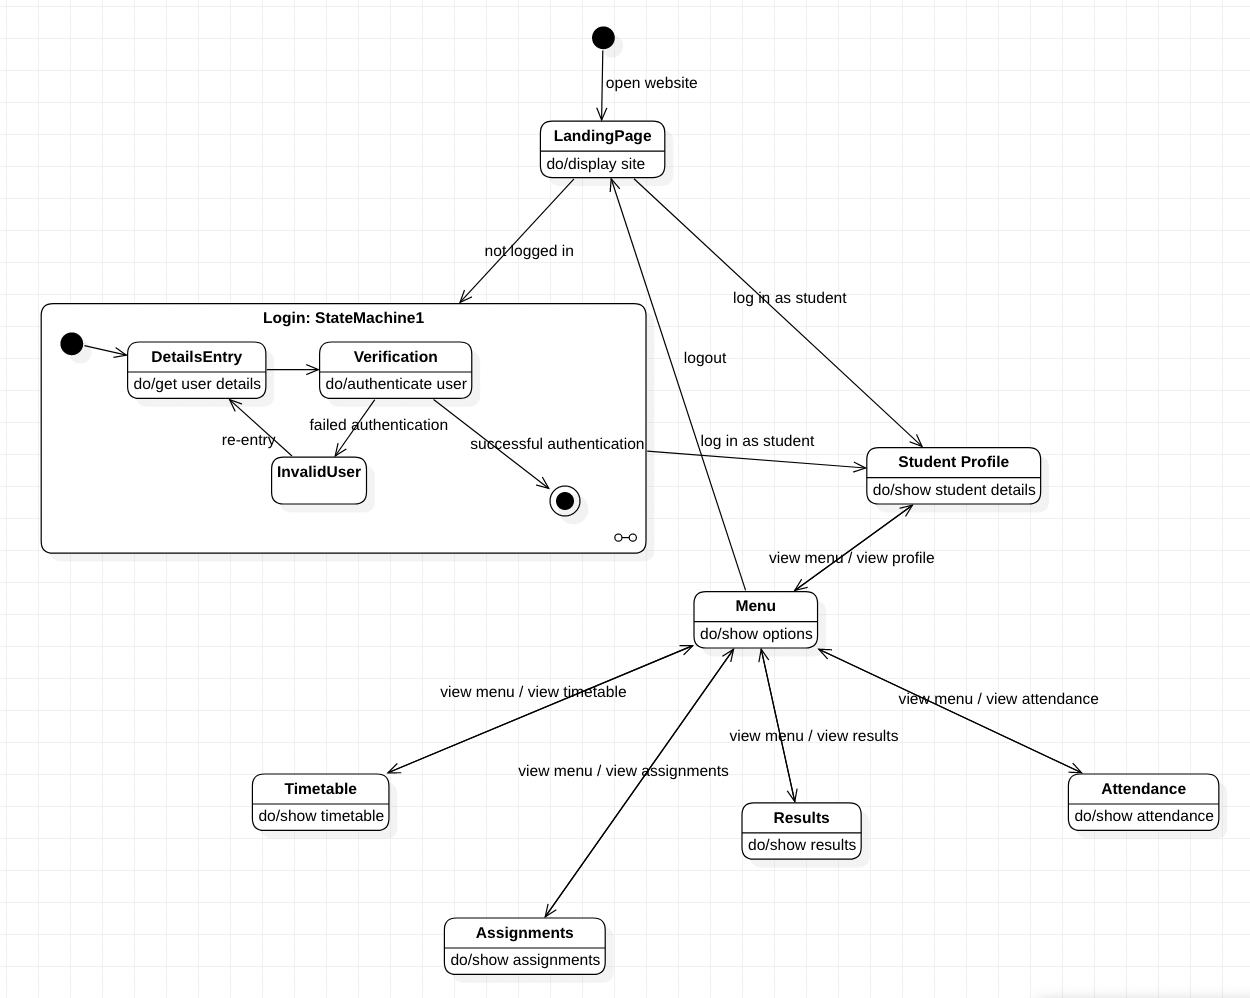 open website
LandingPage
do/display site
not logged in
log in as student
Login: StateMachine1
DetailsEntry
do/get user details
Verification
do/authenticate user
logout
failed authentication
re-entry
successful authentication
InvalidUser
log in as student
Student Profile
do/show student details
view menu / view profile
Menu
do/show options
view menu / view timetable
view menu / view attendance
view menu / view results
view menu / view assignments
Timetable
do/show timetable
Attendance
do/show attendance
Results
do/show results
Assignments
do/show assignments